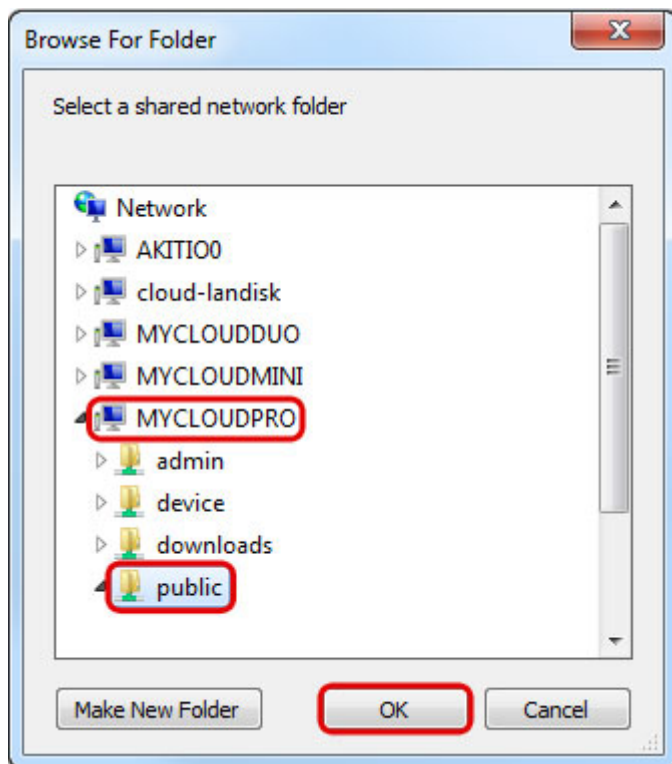 Browse For Folder
Select a shared network folder
Network
AKITIO0
cloud-landisk
MYCLOUDDUO
MYCLOUDMINI
MYCLOUDPRO
admin
device
downloads
public
Make New Folder OK Cancel